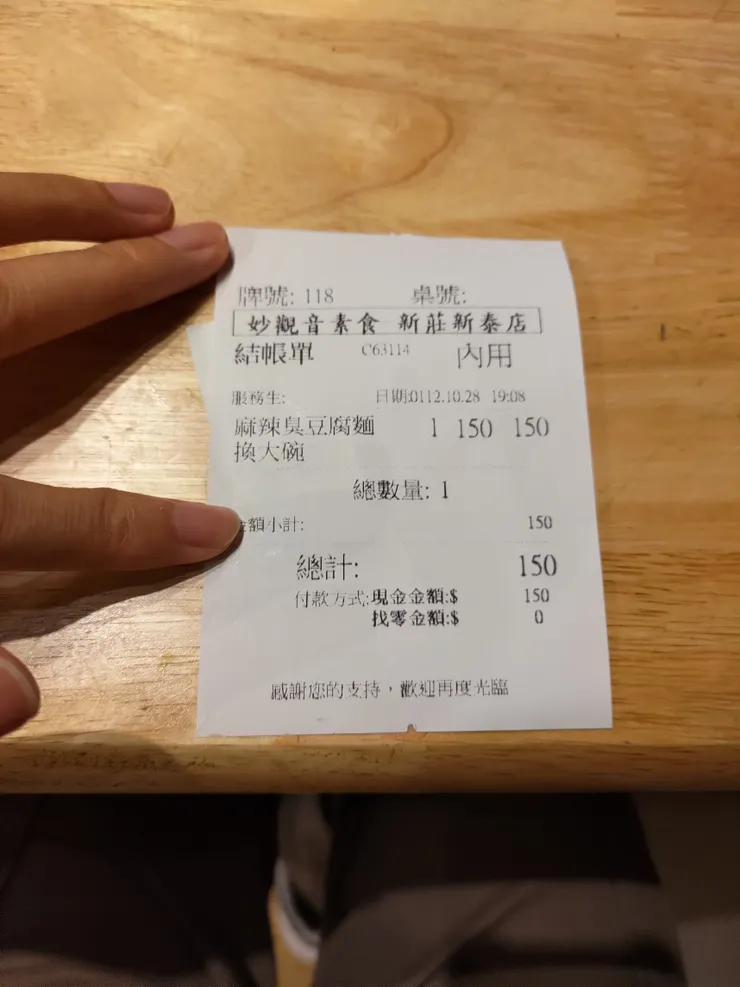 牌號: 118 桌號:
妙觀音素食 新莊新泰店
結帳單 C63114 內用
服務生: 日期:0112.10.28 19:08
麻辣臭豆腐麵 1 150 150
換大碗
總數量: 1
金額小計: 150
總計: 150
付款方式:現金金額:$ 150
找零金額:$ 0
感謝您的支持，歡迎再度光臨